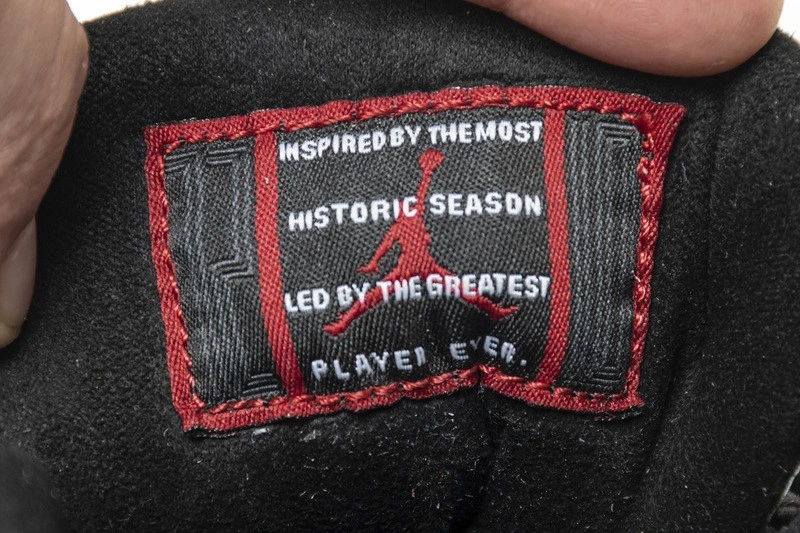 INSPIRED BY THE MOST
HISTORIC SEASON
LED BY THE GREATEST
PLAYER EVER.